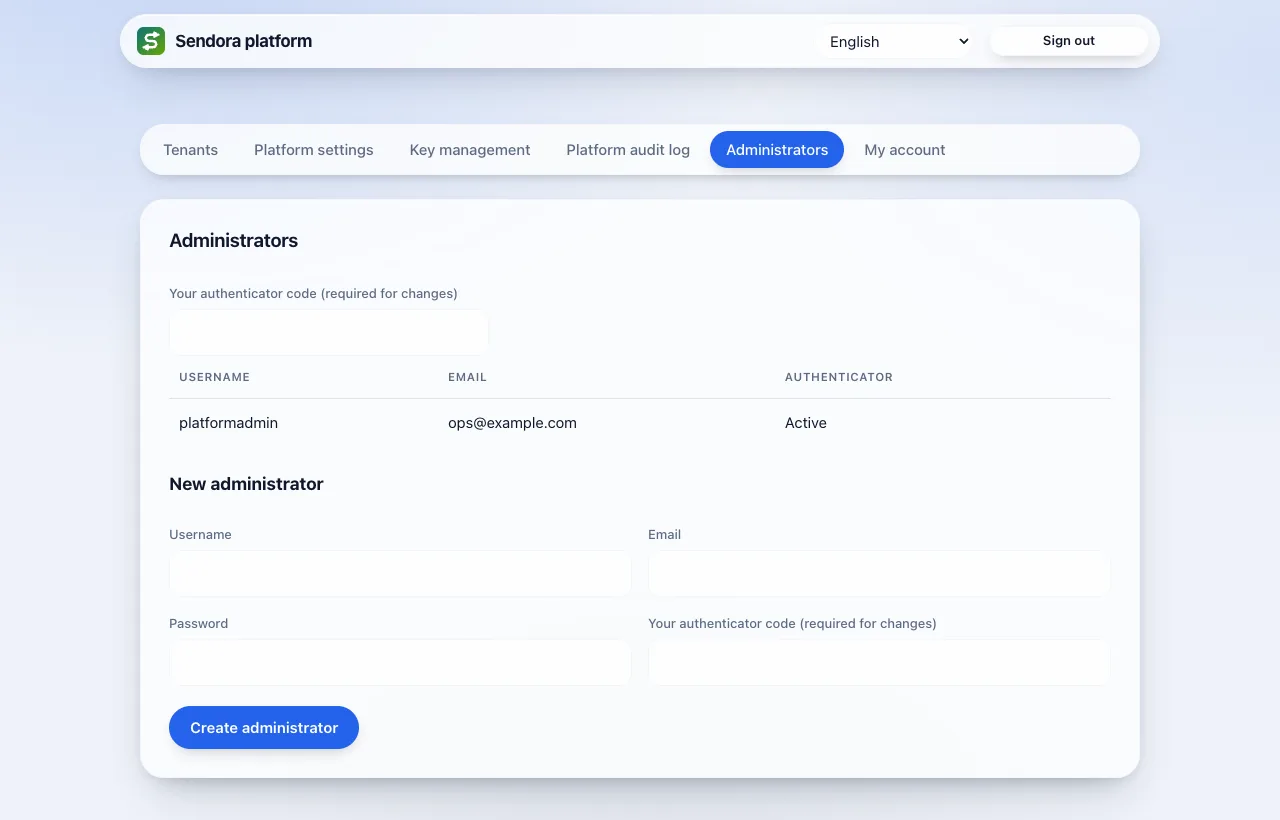 Sendora platform
English
Sign out
Tenants
Platform settings
Key management
Platform audit log
Administrators
My account
Administrators
Your authenticator code (required for changes)
USERNAME EMAIL AUTHENTICATOR
platformadmin ops@example.com Active
New administrator
Username Email
Password Your authenticator code (required for changes)
Create administrator